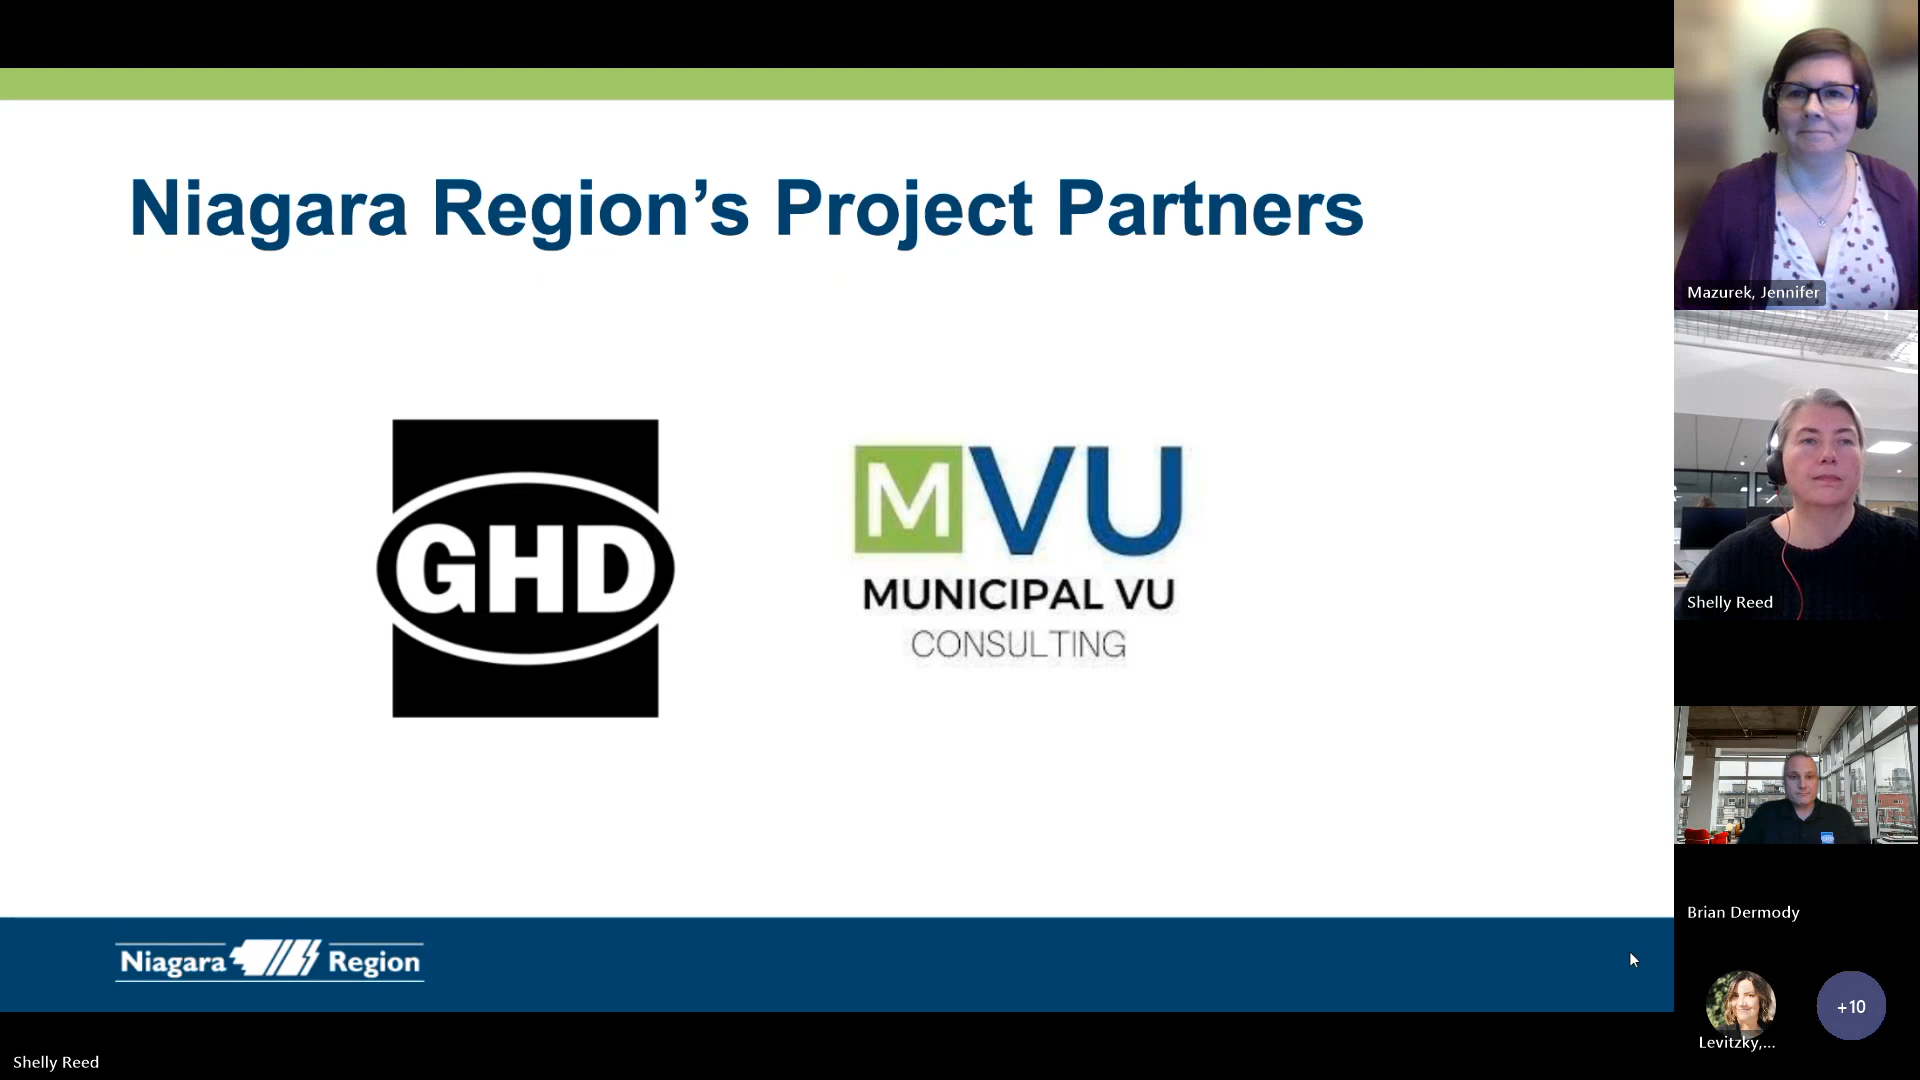 Niagara Region’s Project Partners
GHD
MVU
MUNICIPAL VU
CONSULTING
Niagara Region
Mazurek, Jennifer
Shelly Reed
Brian Dermody
Levitzky,...
+10
Shelly Reed